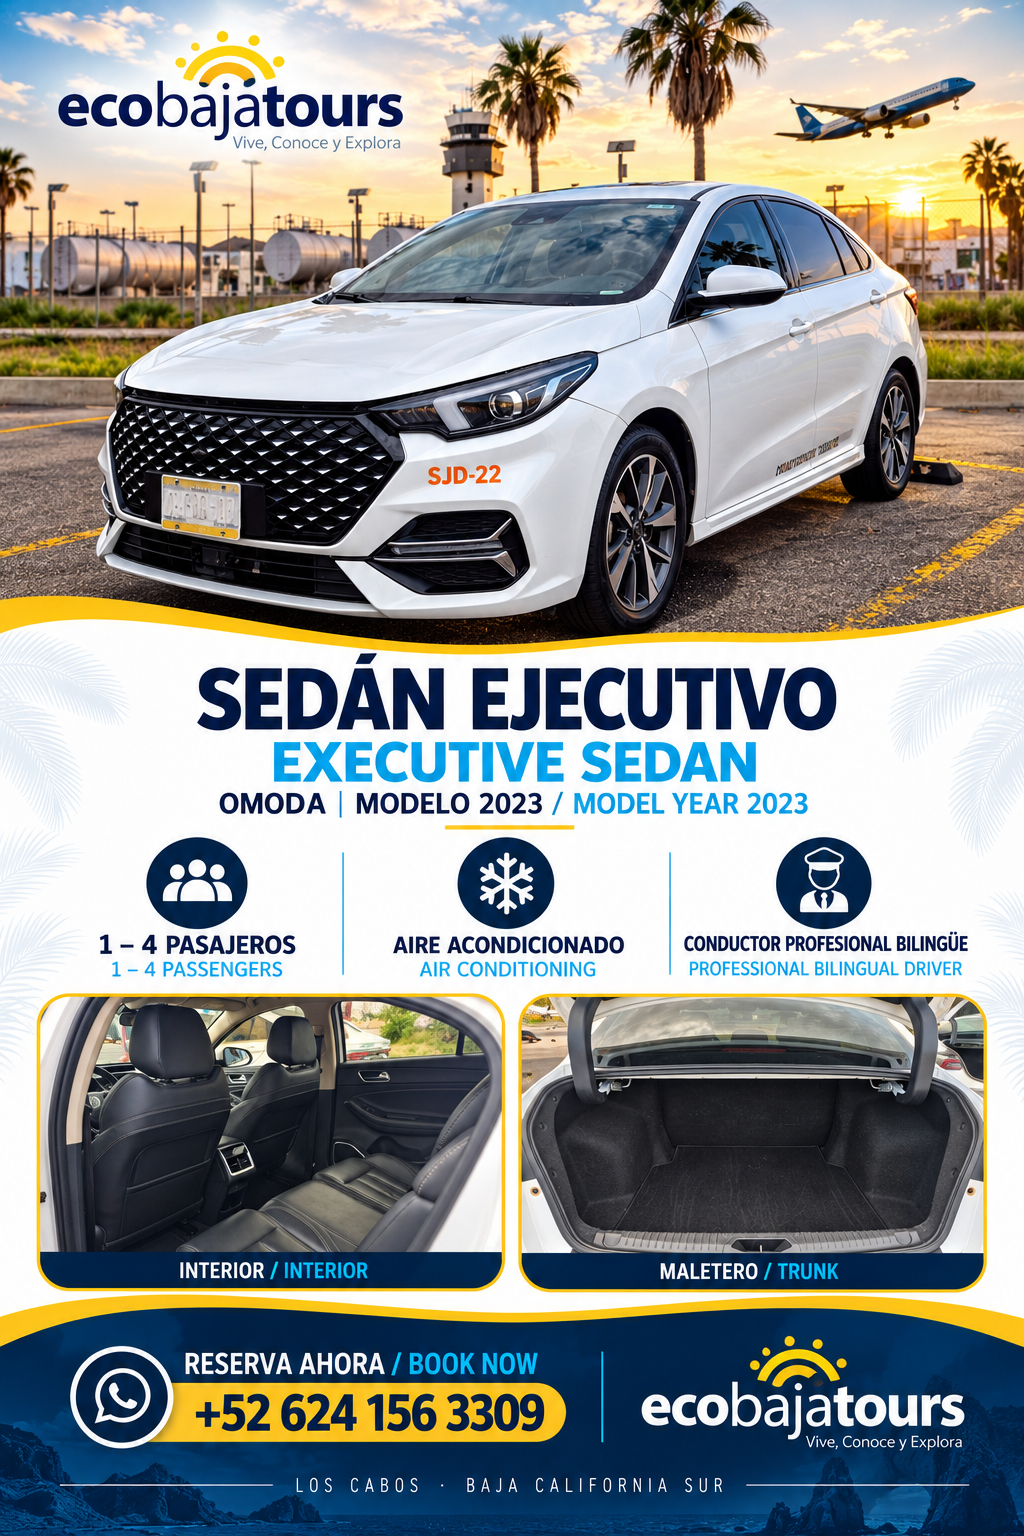 ecobajatours
Vive, Conoce y Explora
SJD-22
SEDÁN EJECUTIVO
EXECUTIVE SEDAN
OMODA | MODELO 2023 / MODEL YEAR 2023
1 – 4 PASAJEROS
1 – 4 PASSENGERS
AIRE ACONDICIONADO
AIR CONDITIONING
CONDUCTOR PROFESIONAL BILINGÜE
PROFESSIONAL BILINGUAL DRIVER
INTERIOR / INTERIOR
MALETERO / TRUNK
RESERVA AHORA / BOOK NOW
+52 624 156 3309
ecobajatours
Vive, Conoce y Explora
LOS CABOS · BAJA CALIFORNIA SUR